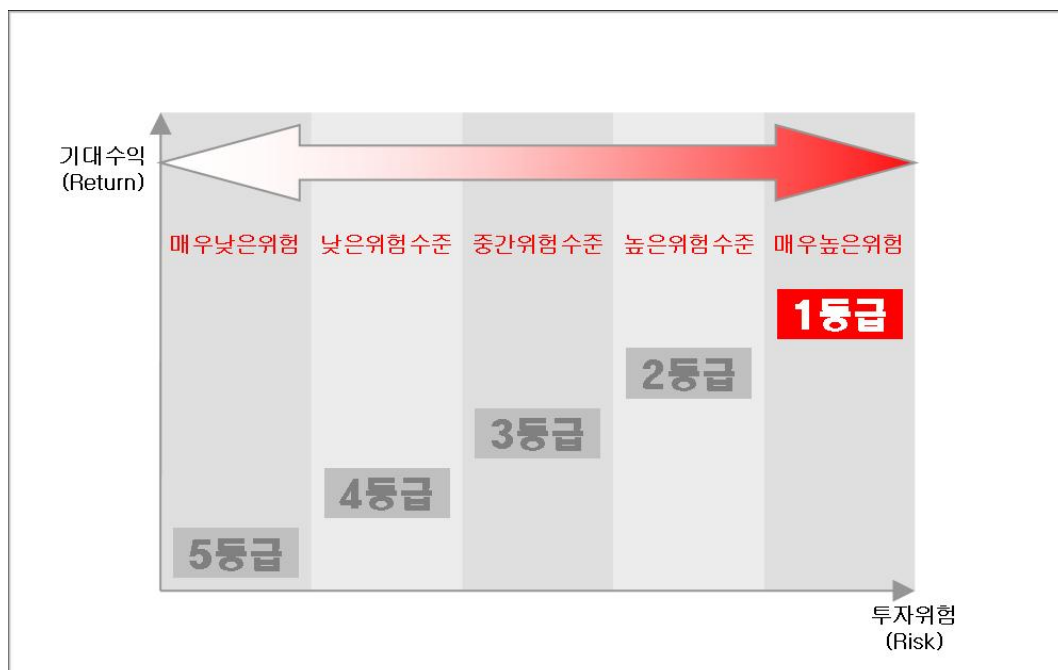 기대수익
(Return)
매우낮은위험 낮은위험수준 중간위험수준 높은위험수준 매우높은위험
1등급
2등급
3등급
4등급
5등급
투자위험
(Risk)